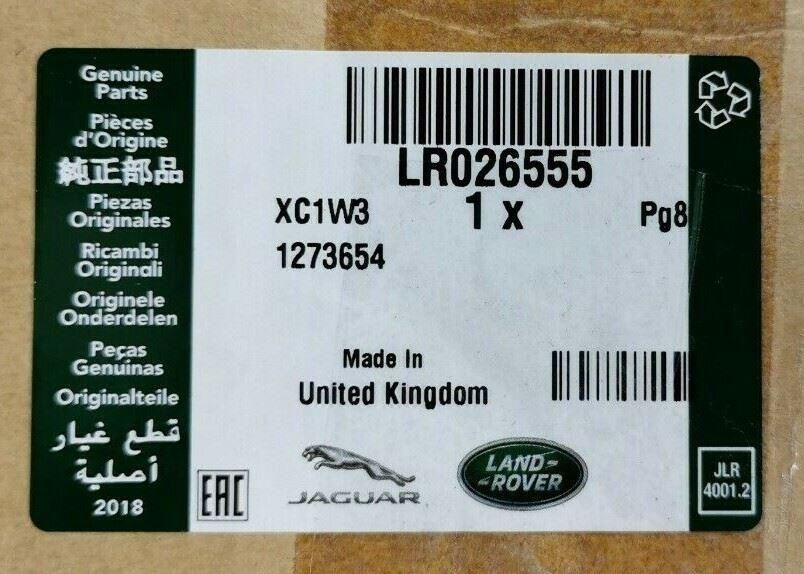 Genuine
Parts
Pièces
d'Origine
純正部品
Piezas
Originales
Ricambi
Originali
Originele
Onderdelen
Peças
Genuinas
Originalteile
قطع غيار
أصلية
2018
LR026555
XC1W3 1 x Pg8
1273654
Made In
United Kingdom
EAC
JAGUAR
LAND-
-ROVER
JLR
4001.2